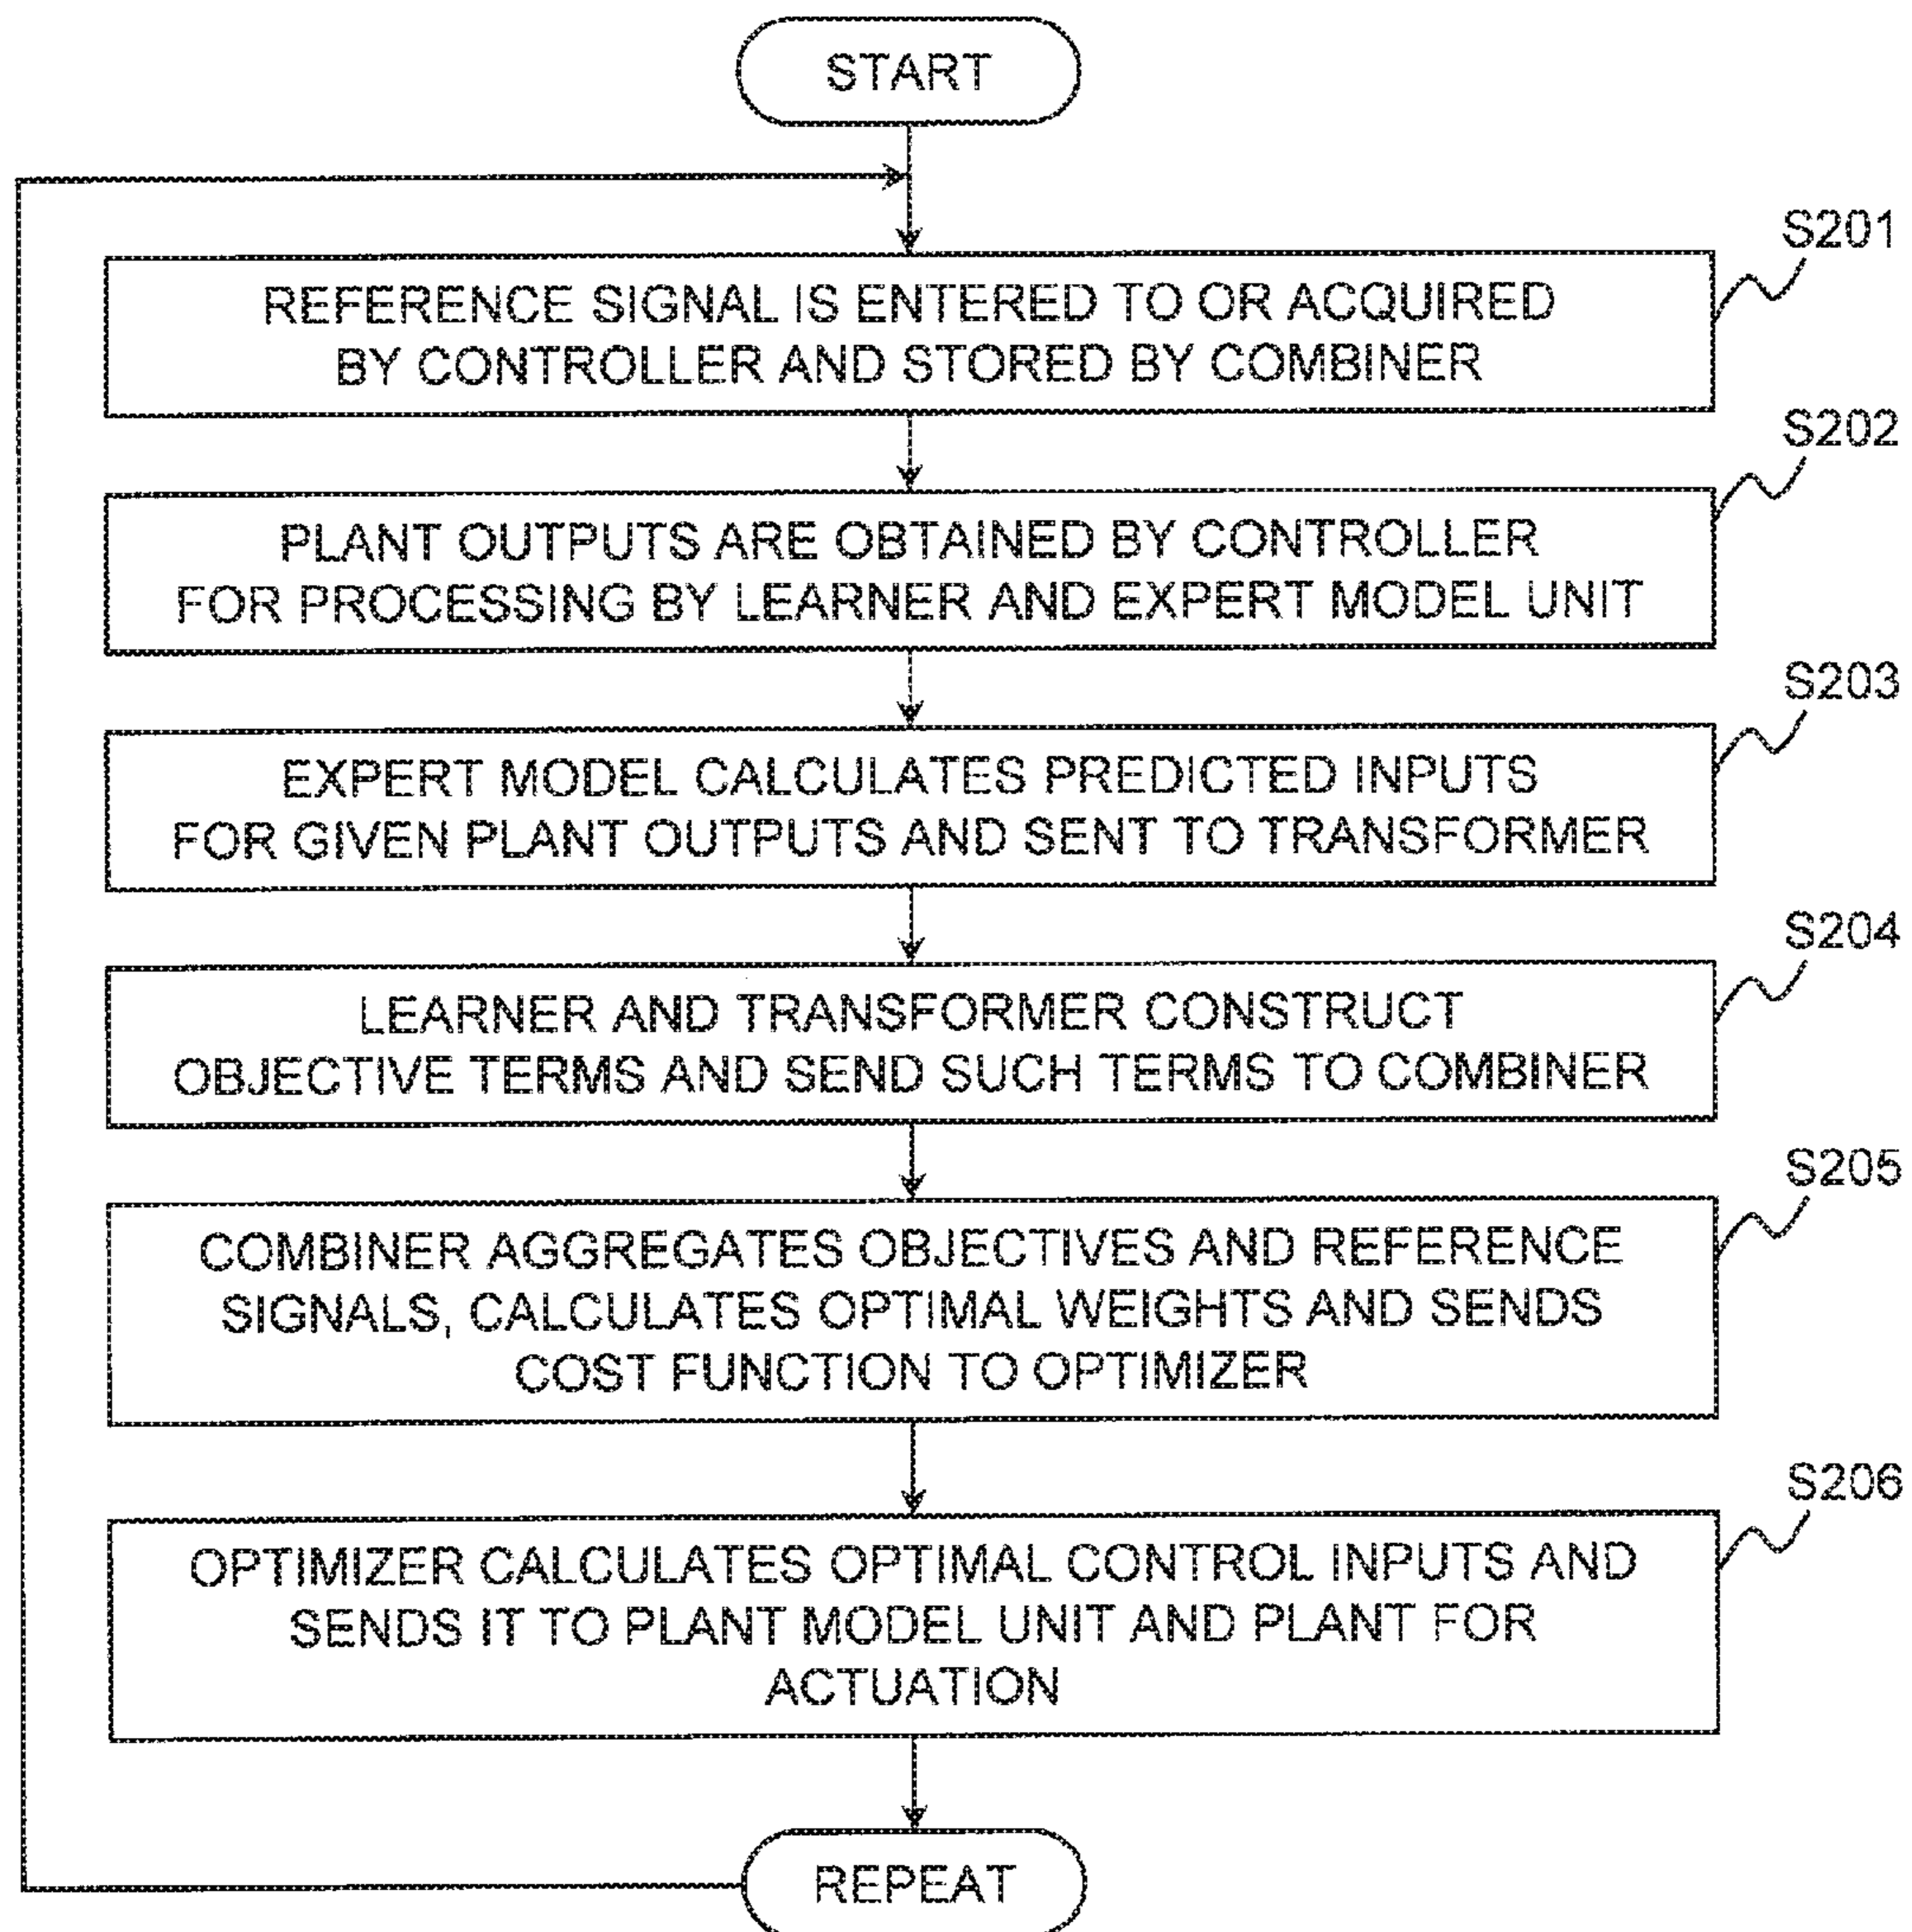 START
S201
REFERENCE SIGNAL IS ENTERED TO OR ACQUIRED
BY CONTROLLER AND STORED BY COMBINER
S202
PLANT OUTPUTS ARE OBTAINED BY CONTROLLER
FOR PROCESSING BY LEARNER AND EXPERT MODEL UNIT
S203
EXPERT MODEL CALCULATES PREDICTED INPUTS
FOR GIVEN PLANT OUTPUTS AND SENT TO TRANSFORMER
S204
LEARNER AND TRANSFORMER CONSTRUCT
OBJECTIVE TERMS AND SEND SUCH TERMS TO COMBINER
S205
COMBINER AGGREGATES OBJECTIVES AND REFERENCE
SIGNALS, CALCULATES OPTIMAL WEIGHTS AND SENDS
COST FUNCTION TO OPTIMIZER
S206
OPTIMIZER CALCULATES OPTIMAL CONTROL INPUTS AND
SENDS IT TO PLANT MODEL UNIT AND PLANT FOR
ACTUATION
REPEAT